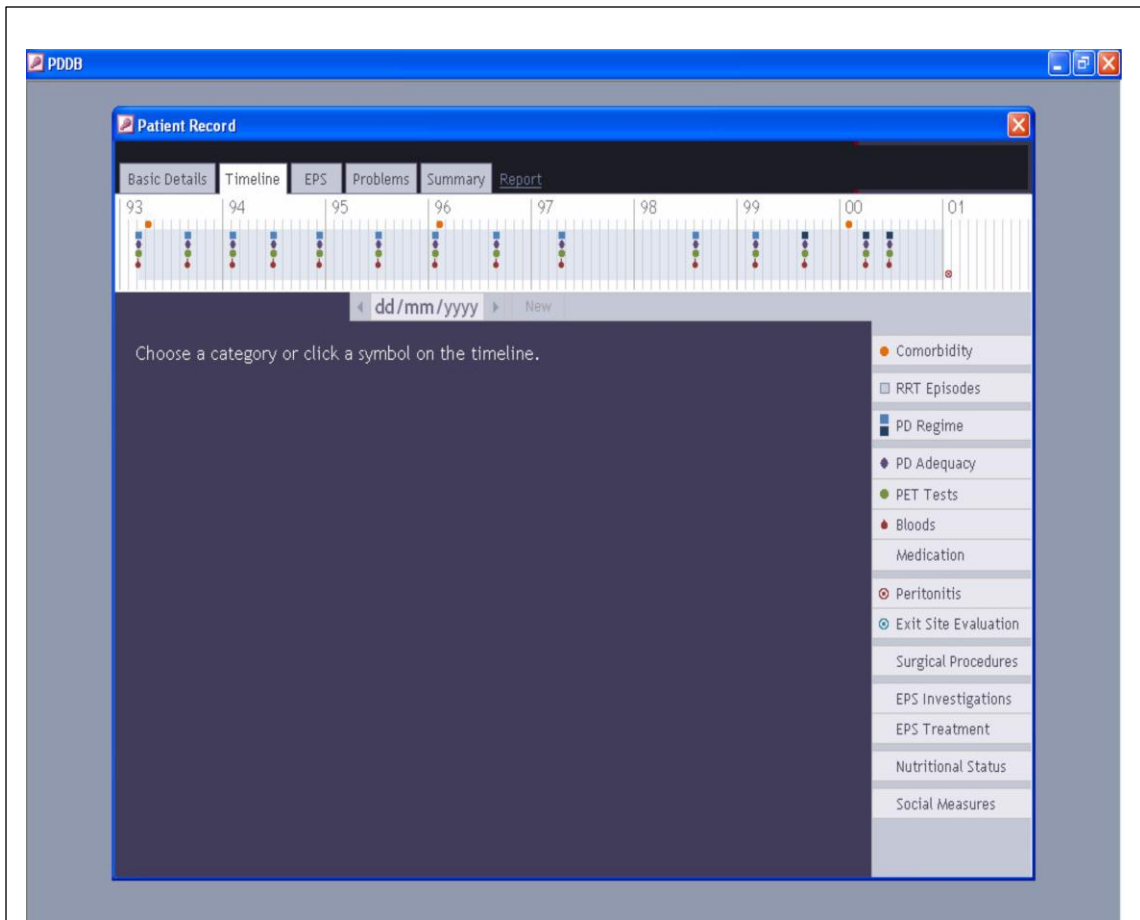 PDDB
Patient Record
Basic Details Timeline EPS Problems Summary Report
93 94 95 96 97 98 99 00 01
dd/mm/yyyy New
Choose a category or click a symbol on the timeline.
Comorbidity
RRT Episodes
PD Regime
PD Adequacy
PET Tests
Bloods
Medication
Peritonitis
Exit Site Evaluation
Surgical Procedures
EPS Investigations
EPS Treatment
Nutritional Status
Social Measures